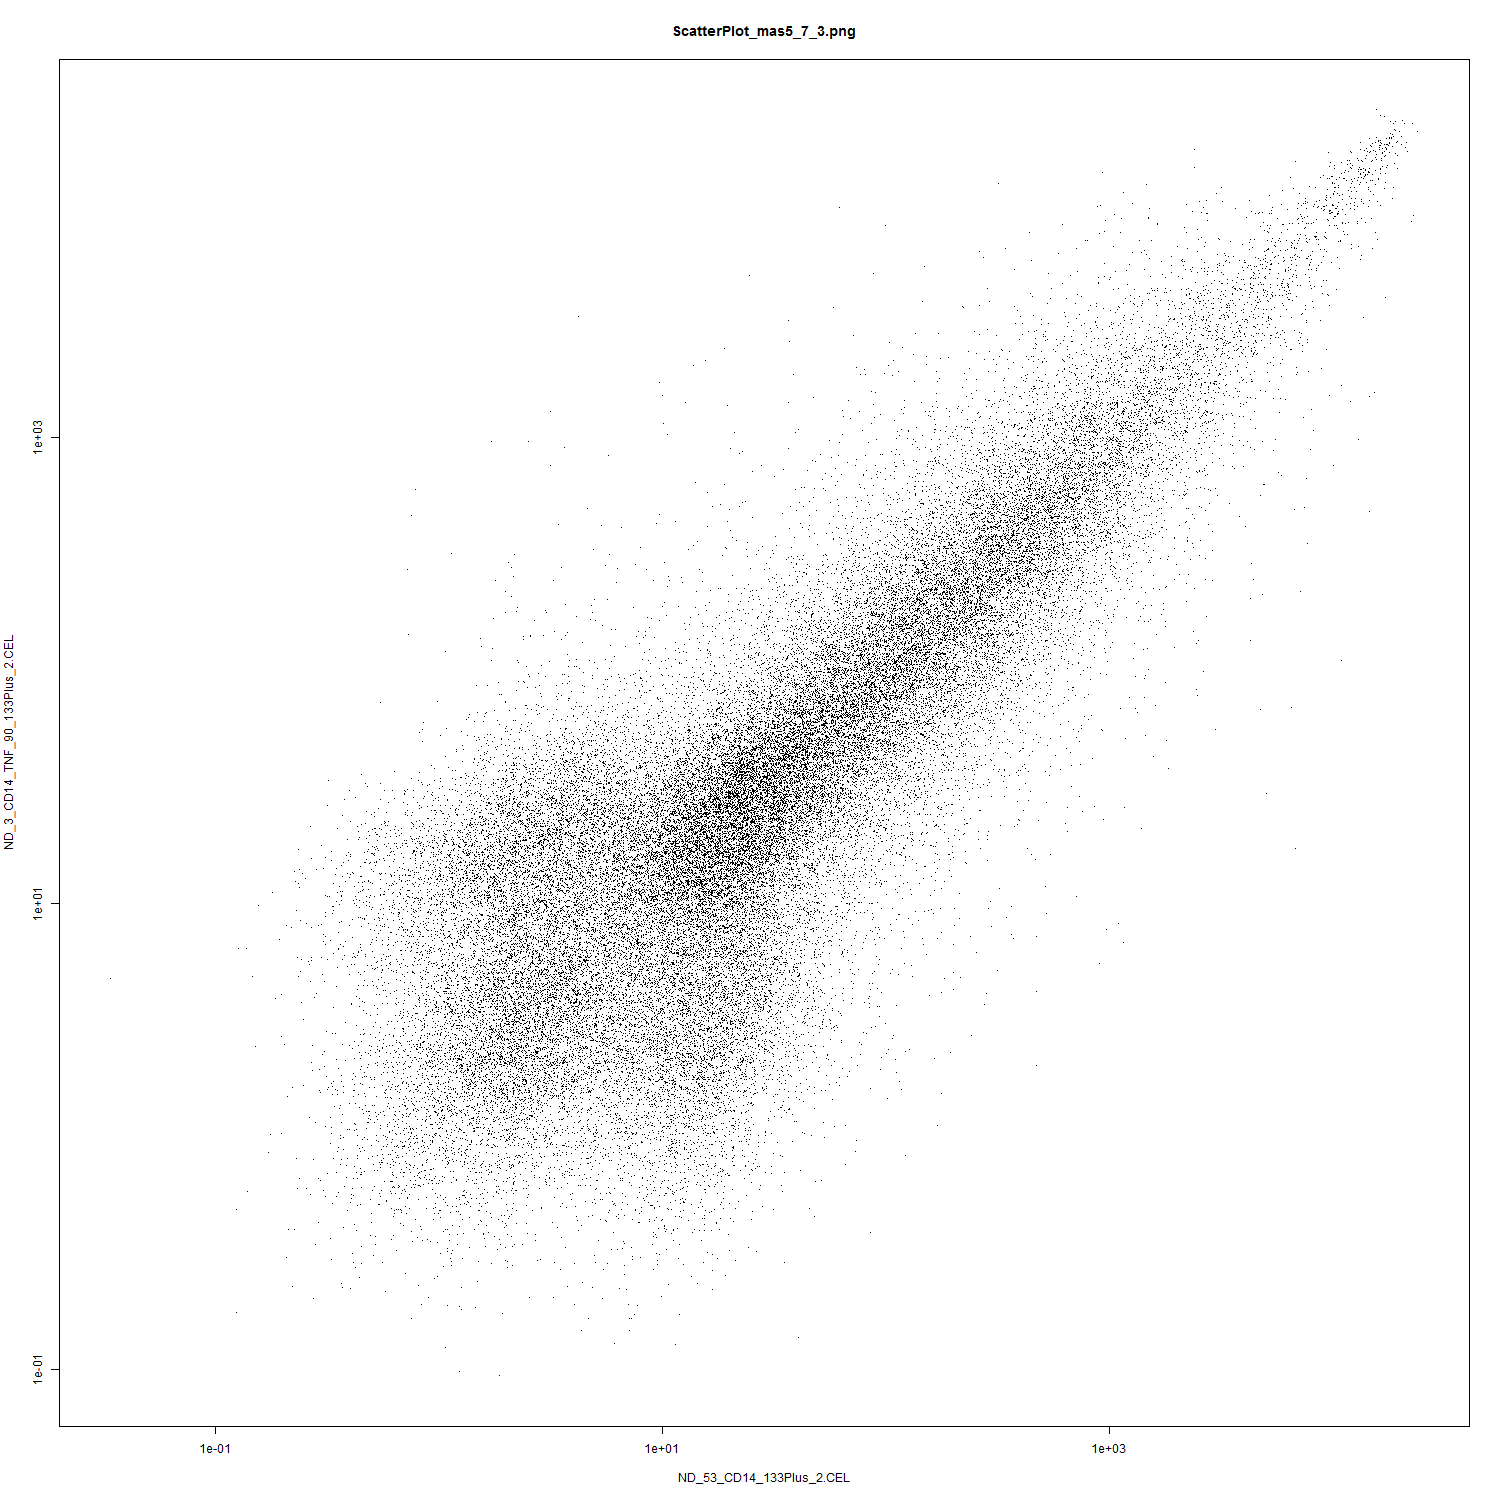 ScatterPlot_mas5_7_3.png
ND_3_CD14_TNF_90_133Plus_2.CEL
1e+03
1e+01
1e-01
1e-01
1e+01
1e+03
ND_53_CD14_133Plus_2.CEL